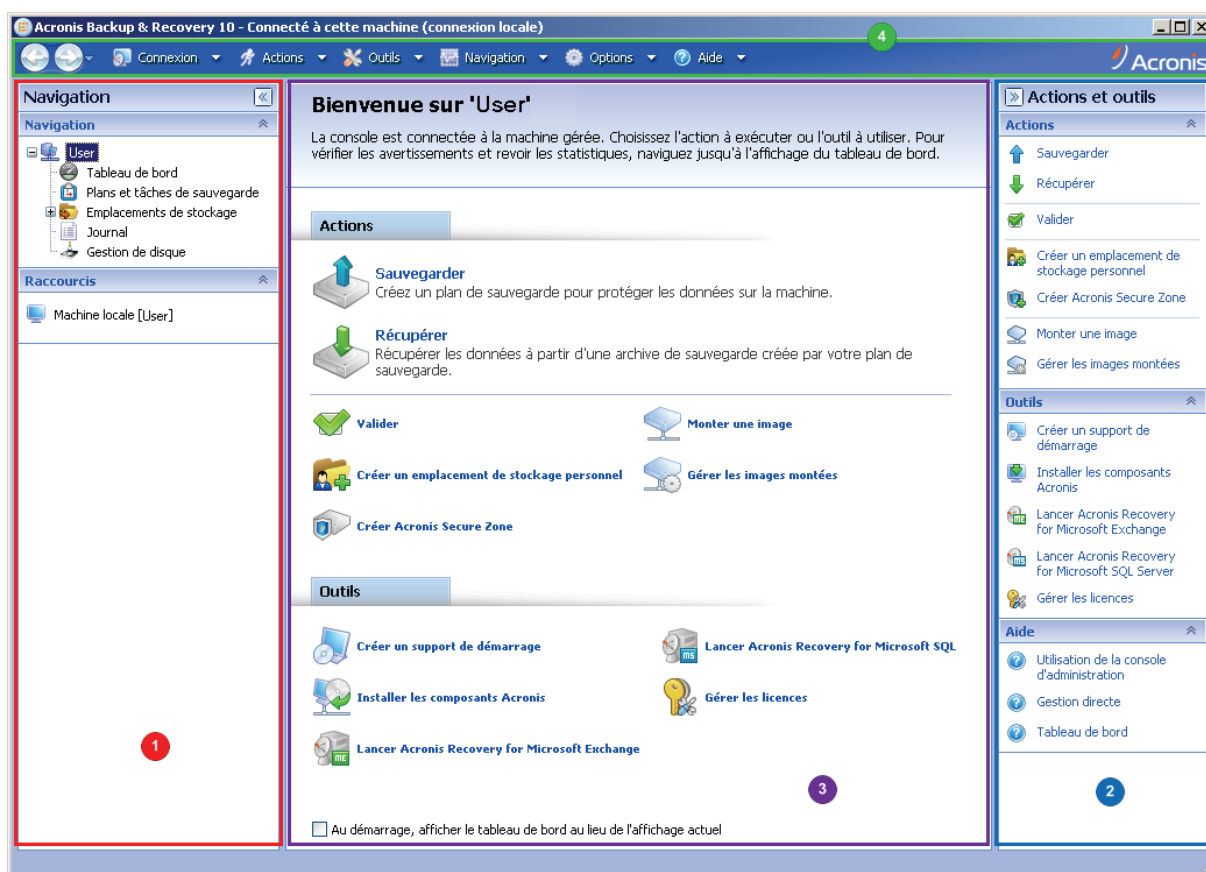 Acronis Backup & Recovery 10 - Connecté à cette machine (connexion locale)
4
Connexion
Actions
Outils
Navigation
Options
Aide
Acronis
Navigation
Navigation
User
Tableau de bord
Plans et tâches de sauvegarde
Emplacements de stockage
Journal
Gestion de disque
Raccourcis
Machine locale [User]
1
Bienvenue sur 'User'
La console est connectée à la machine gérée. Choisissez l'action à exécuter ou l'outil à utiliser. Pour
vérifier les avertissements et revoir les statistiques, naviguez jusqu'à l'affichage du tableau de bord.
Actions
Sauvegarder
Créez un plan de sauvegarde pour protéger les données sur la machine.
Récupérer
Récupérer les données à partir d'une archive de sauvegarde créée par votre plan de
sauvegarde.
Valider
Monter une image
Créer un emplacement de stockage personnel
Gérer les images montées
Créer Acronis Secure Zone
Outils
Créer un support de démarrage
Lancer Acronis Recovery for Microsoft SQL
ms
Installer les composants Acronis
Gérer les licences
Lancer Acronis Recovery for Microsoft Exchange
me
3
Au démarrage, afficher le tableau de bord au lieu de l'affichage actuel
Actions et outils
Actions
Sauvegarder
Récupérer
Valider
Créer un emplacement de
stockage personnel
Créer Acronis Secure Zone
Monter une image
Gérer les images montées
Outils
Créer un support de
démarrage
Installer les composants
Acronis
Lancer Acronis Recovery
for Microsoft Exchange
me
Lancer Acronis Recovery
for Microsoft SQL Server
ms
Gérer les licences
Aide
Utilisation de la console
d'administration
Gestion directe
Tableau de bord
2